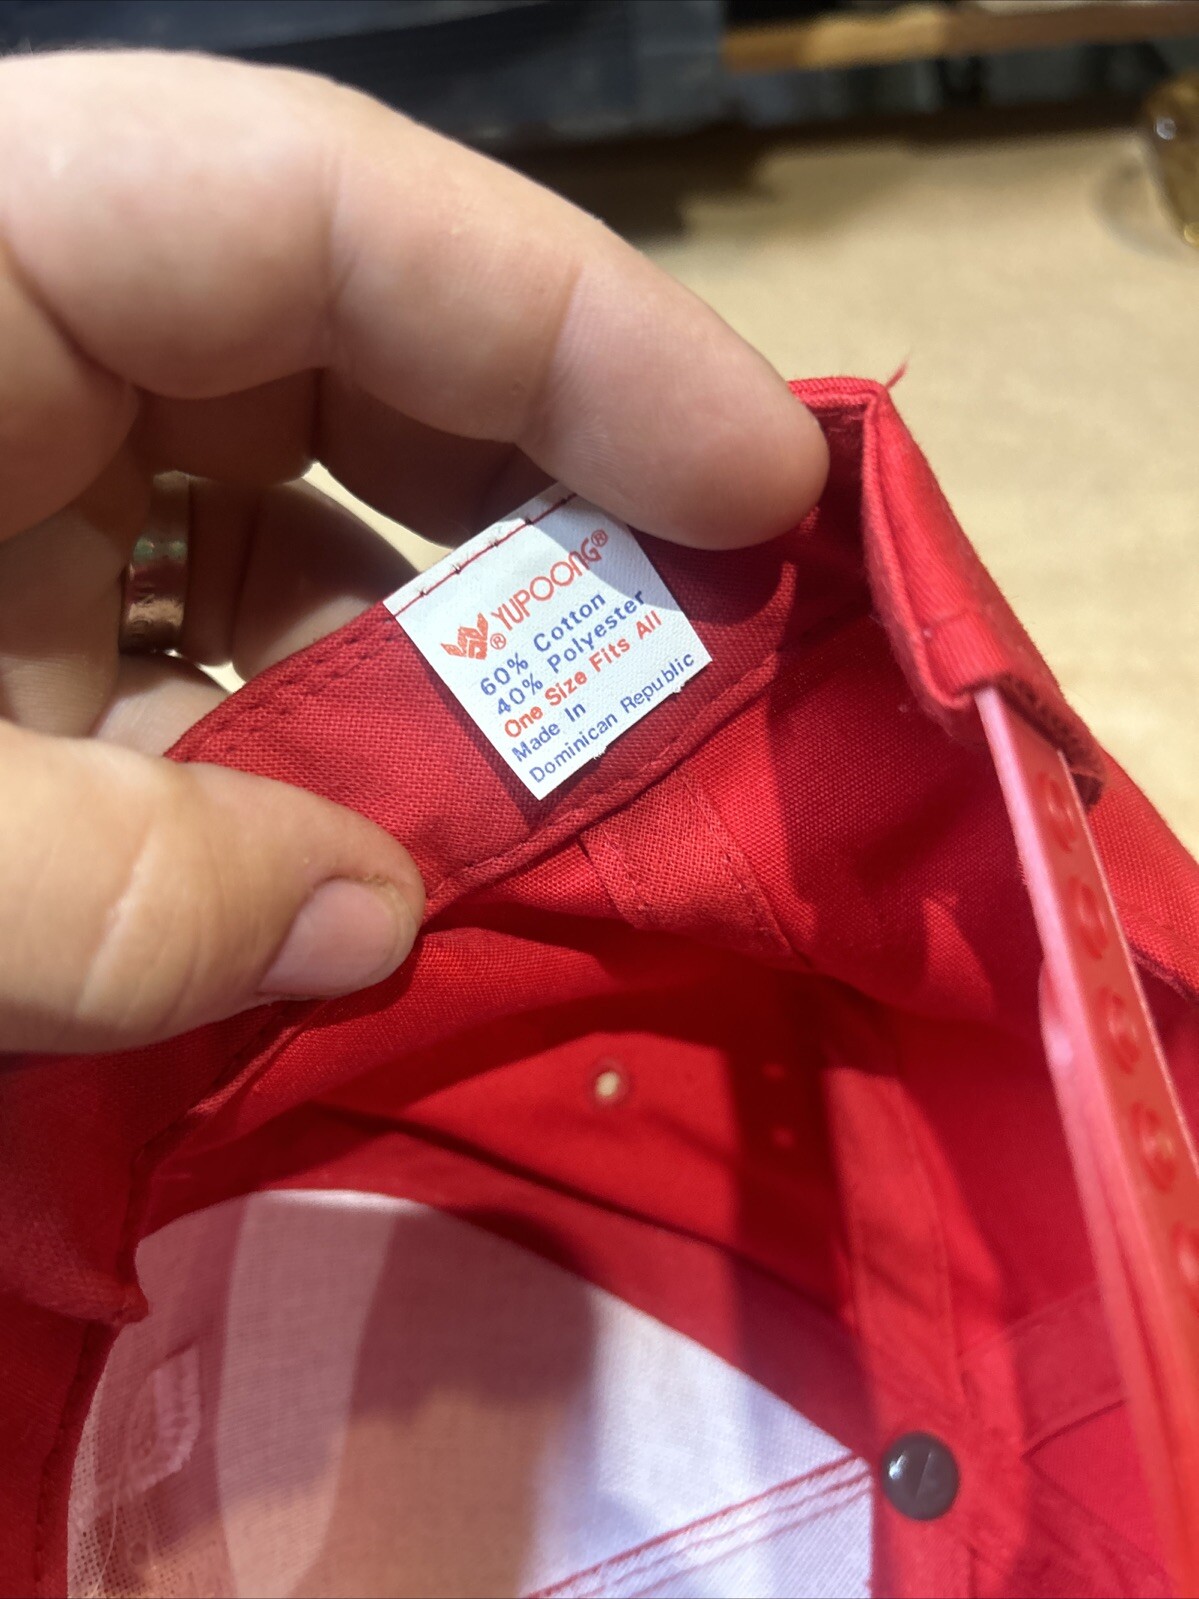 YUPOONG®
®
60% Cotton
40% Polyester
One Size Fits All
Made In
Dominican Republic